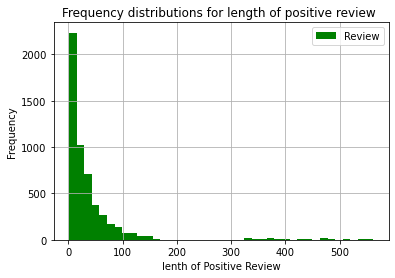 Frequency distributions for length of positive review
Review
2000
1500
1000
500
0
Frequency
0 100 200 300 400 500
lenth of Positive Review